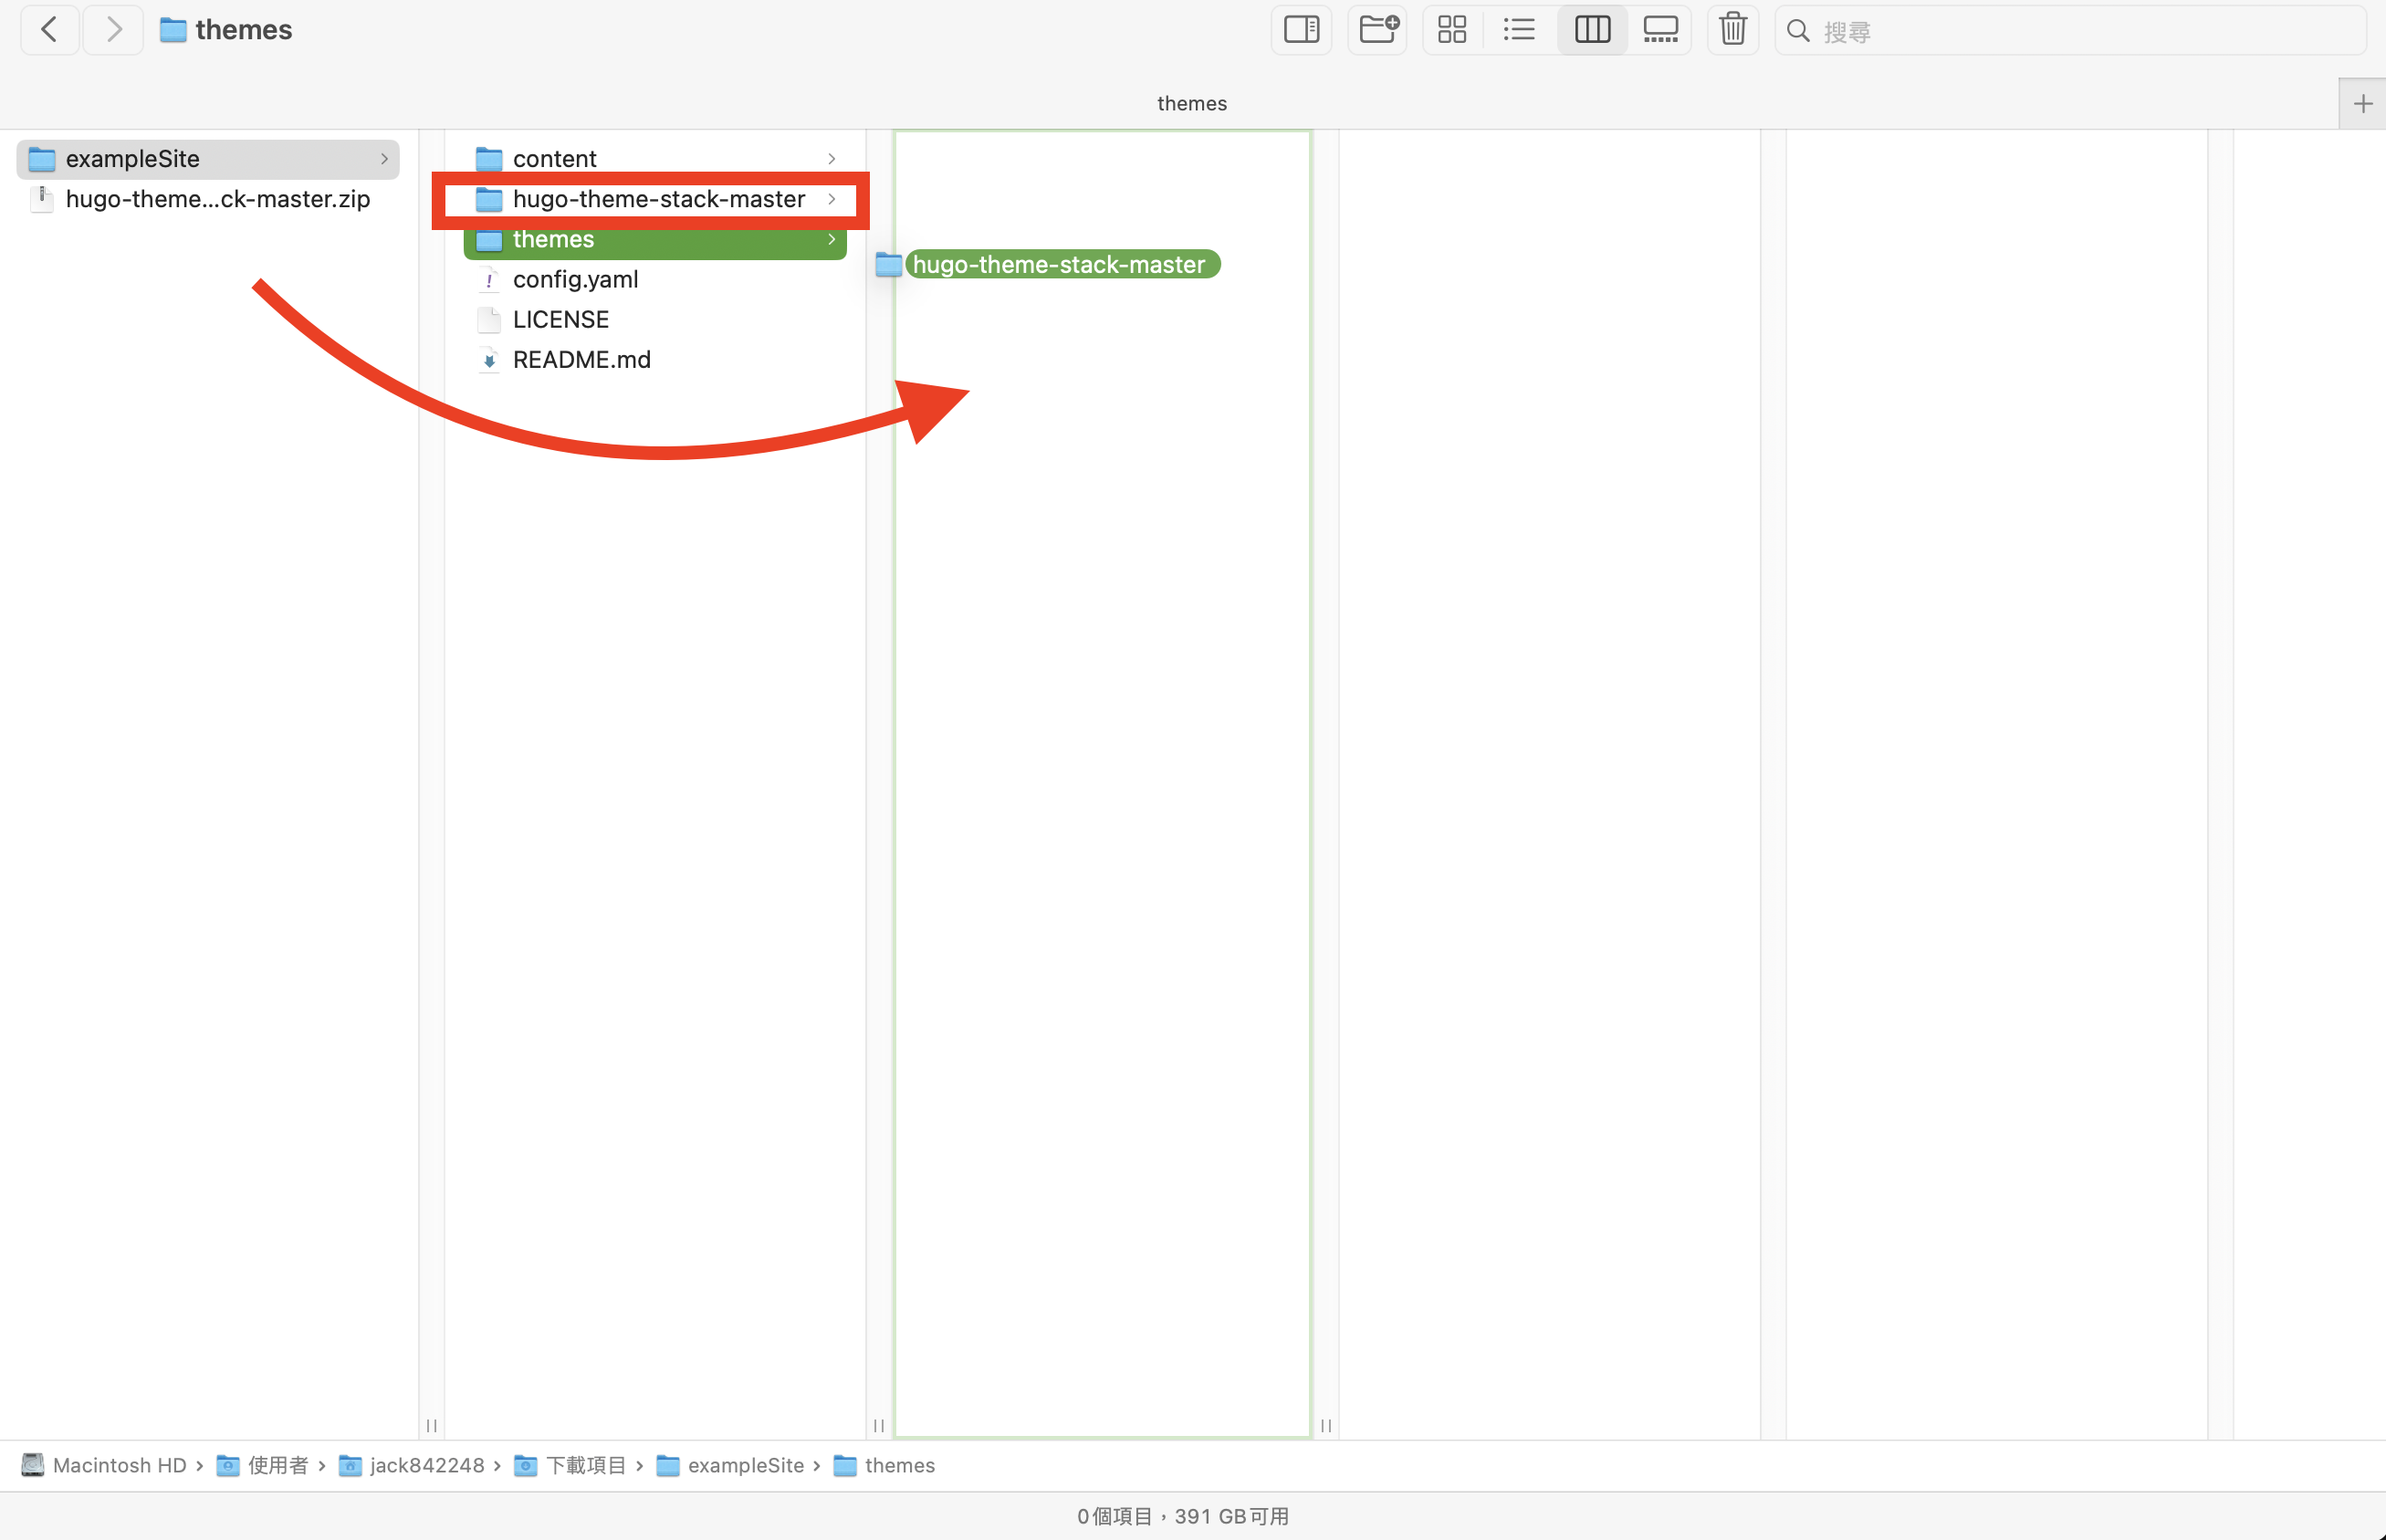 themes
搜尋
themes
exampleSite
hugo-theme...ck-master.zip
content
hugo-theme-stack-master
themes
config.yaml
LICENSE
README.md
hugo-theme-stack-master
Macintosh HD › 使用者 › jack842248 › 下載項目 › exampleSite › themes
0 個項目，391 GB可用